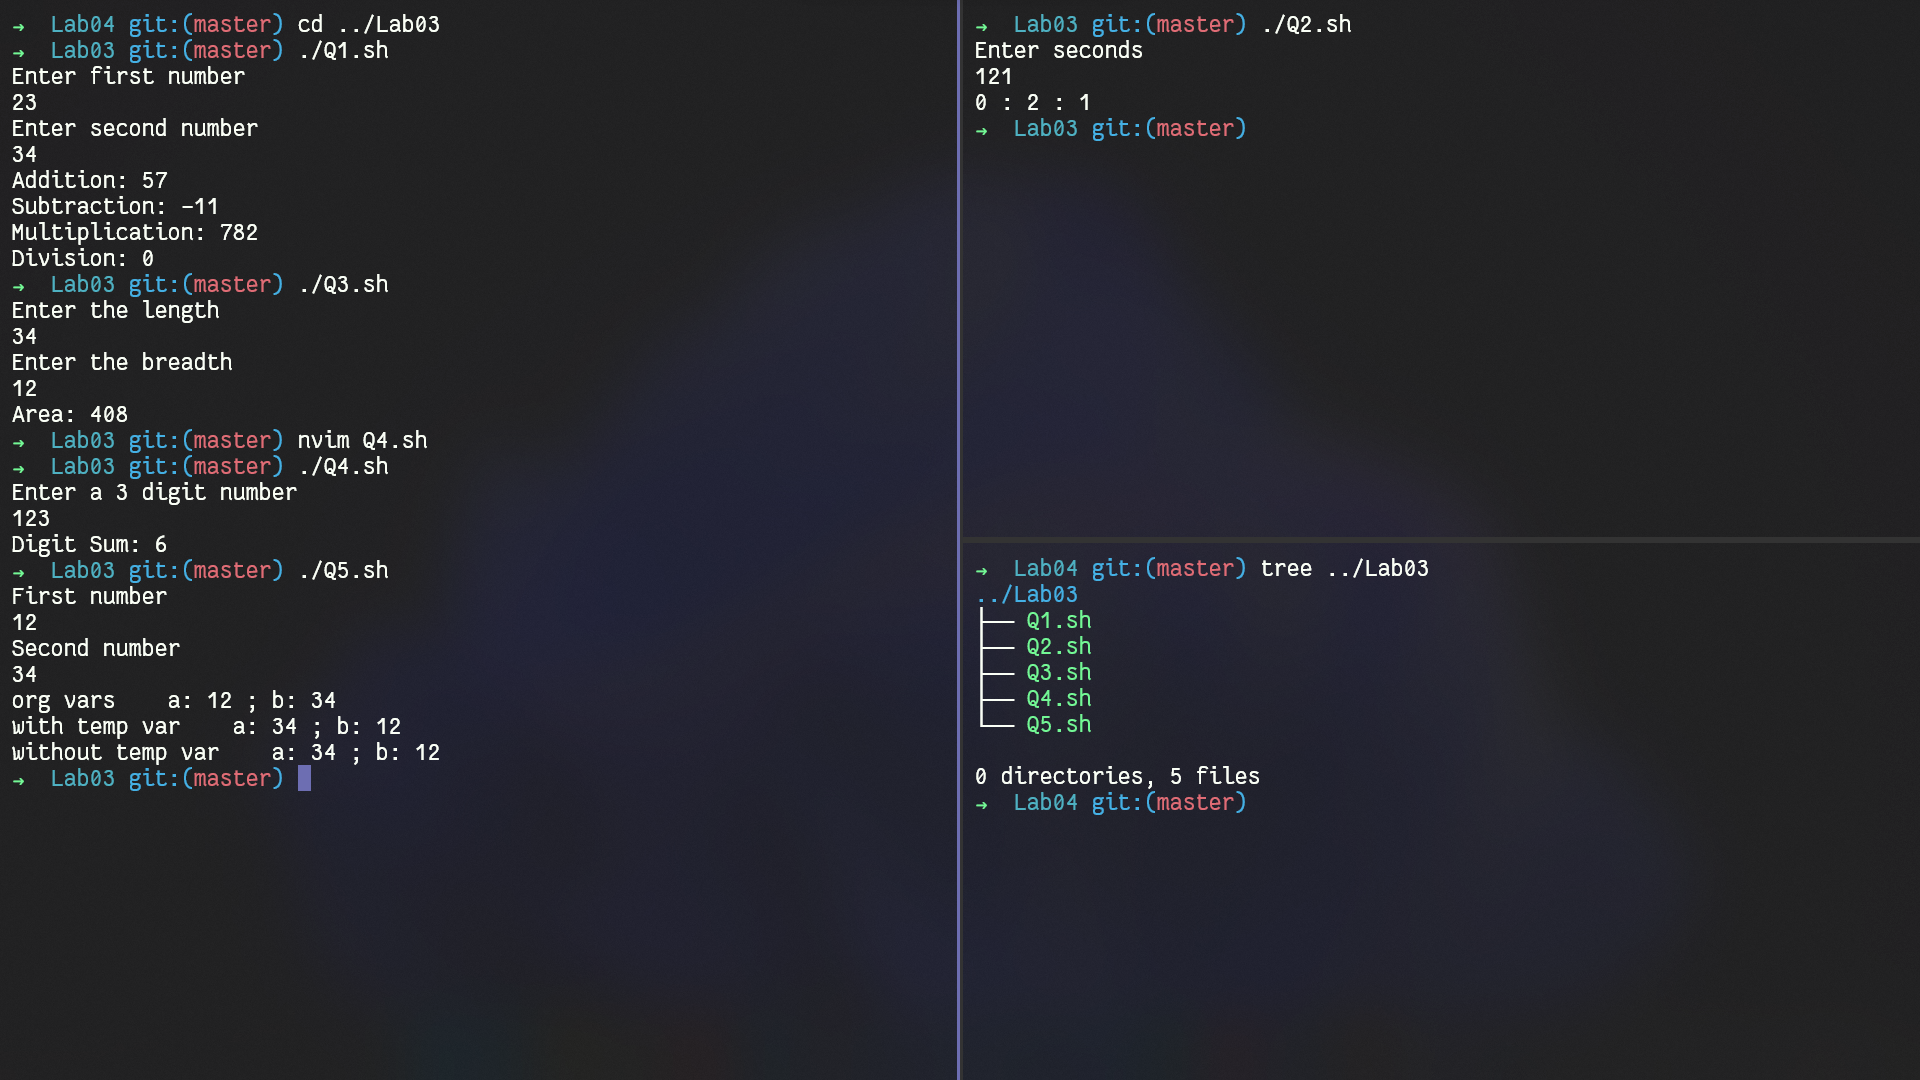 → Lab04 git:(master) cd ../Lab03
→ Lab03 git:(master) ./Q1.sh
Enter first number
23
Enter second number
34
Addition: 57
Subtraction: -11
Multiplication: 782
Division: 0
→ Lab03 git:(master) ./Q3.sh
Enter the length
34
Enter the breadth
12
Area: 408
→ Lab03 git:(master) nvim Q4.sh
→ Lab03 git:(master) ./Q4.sh
Enter a 3 digit number
123
Digit Sum: 6
→ Lab03 git:(master) ./Q5.sh
First number
12
Second number
34
org vars    a: 12 ; b: 34
with temp var    a: 34 ; b: 12
without temp var    a: 34 ; b: 12
→ Lab03 git:(master)
→ Lab03 git:(master) ./Q2.sh
Enter seconds
121
0 : 2 : 1
→ Lab03 git:(master)
→ Lab04 git:(master) tree ../Lab03
../Lab03
├── Q1.sh
├── Q2.sh
├── Q3.sh
├── Q4.sh
└── Q5.sh
0 directories, 5 files
→ Lab04 git:(master)